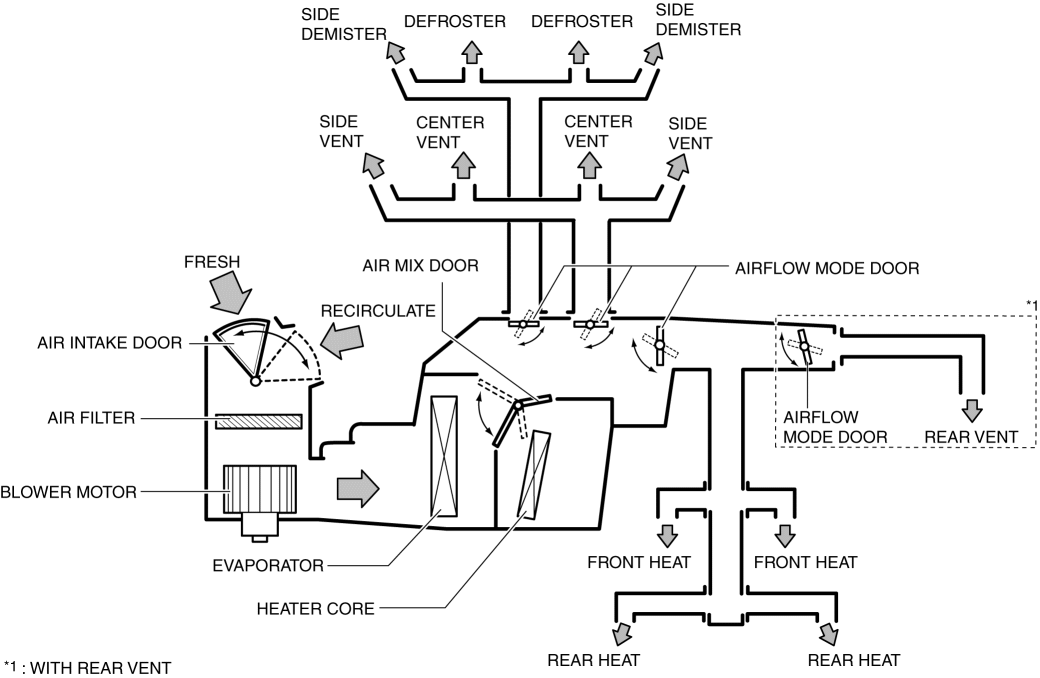 SIDE
DEMISTER
DEFROSTER
DEFROSTER
SIDE
DEMISTER
SIDE
VENT
CENTER
VENT
CENTER
VENT
SIDE
VENT
FRESH
AIR MIX DOOR
AIRFLOW MODE DOOR
RECIRCULATE
*1
AIR INTAKE DOOR
AIR FILTER
AIRFLOW
MODE DOOR
REAR VENT
BLOWER MOTOR
EVAPORATOR
FRONT HEAT
FRONT HEAT
HEATER CORE
REAR HEAT
REAR HEAT
*1 : WITH REAR VENT